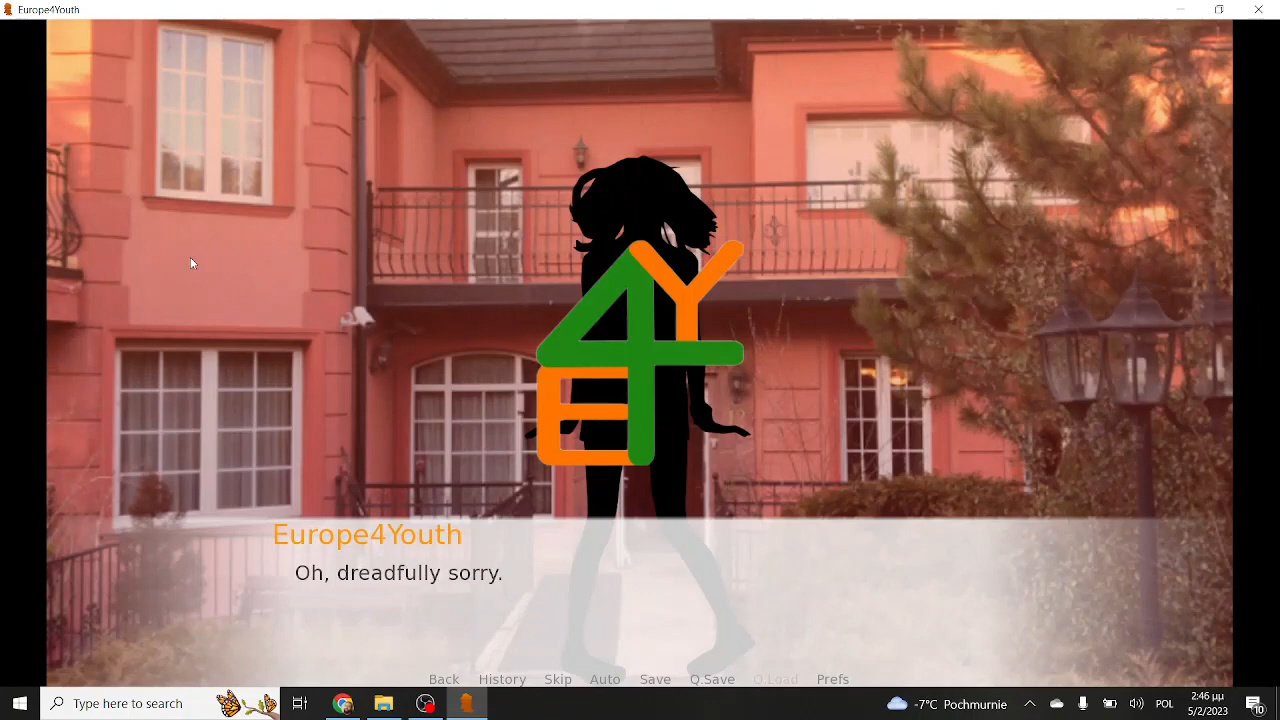 Europe4Youth
4Y
E
Europe4Youth
Oh, dreadfully sorry.
Back History Skip Auto Save Q.Save Q.Load Prefs
Type here to search
-7°C Pochmurnie
POL
2:46 μμ
5/2/2023
10